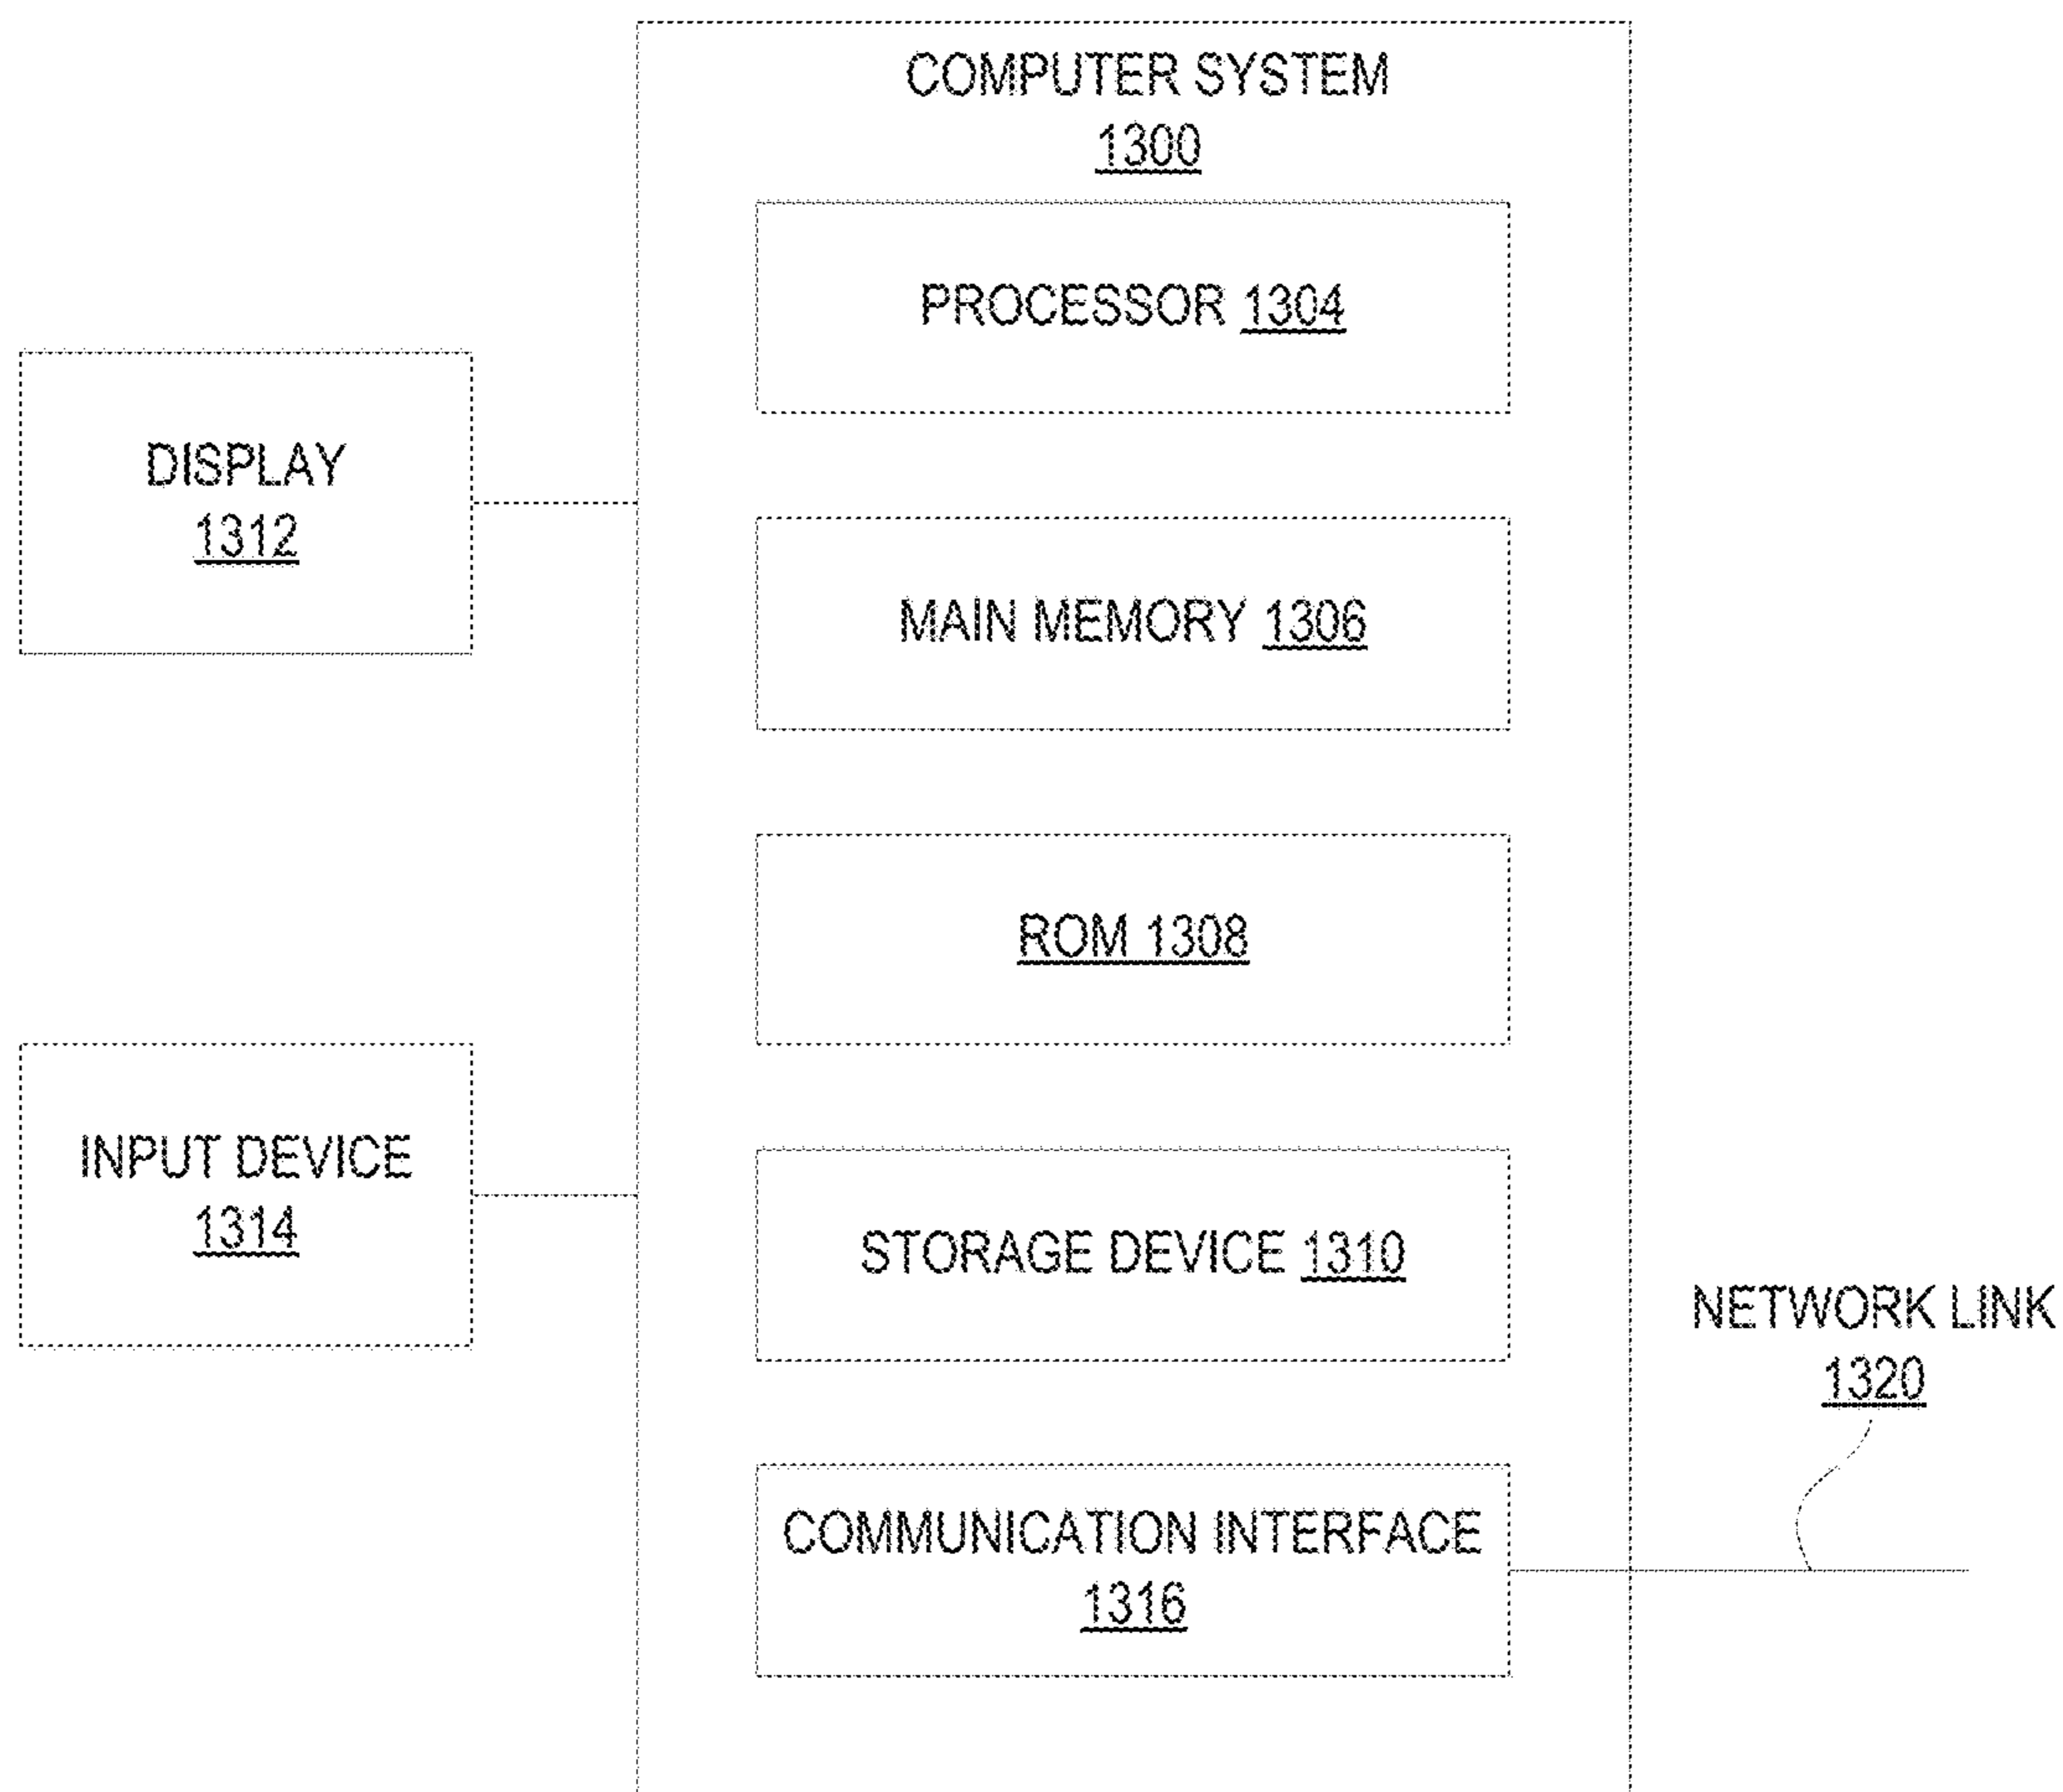 COMPUTER SYSTEM
1300
PROCESSOR 1304
DISPLAY
1312
MAIN MEMORY 1306
ROM 1308
INPUT DEVICE
1314
STORAGE DEVICE 1310
NETWORK LINK
1320
COMMUNICATION INTERFACE
1316